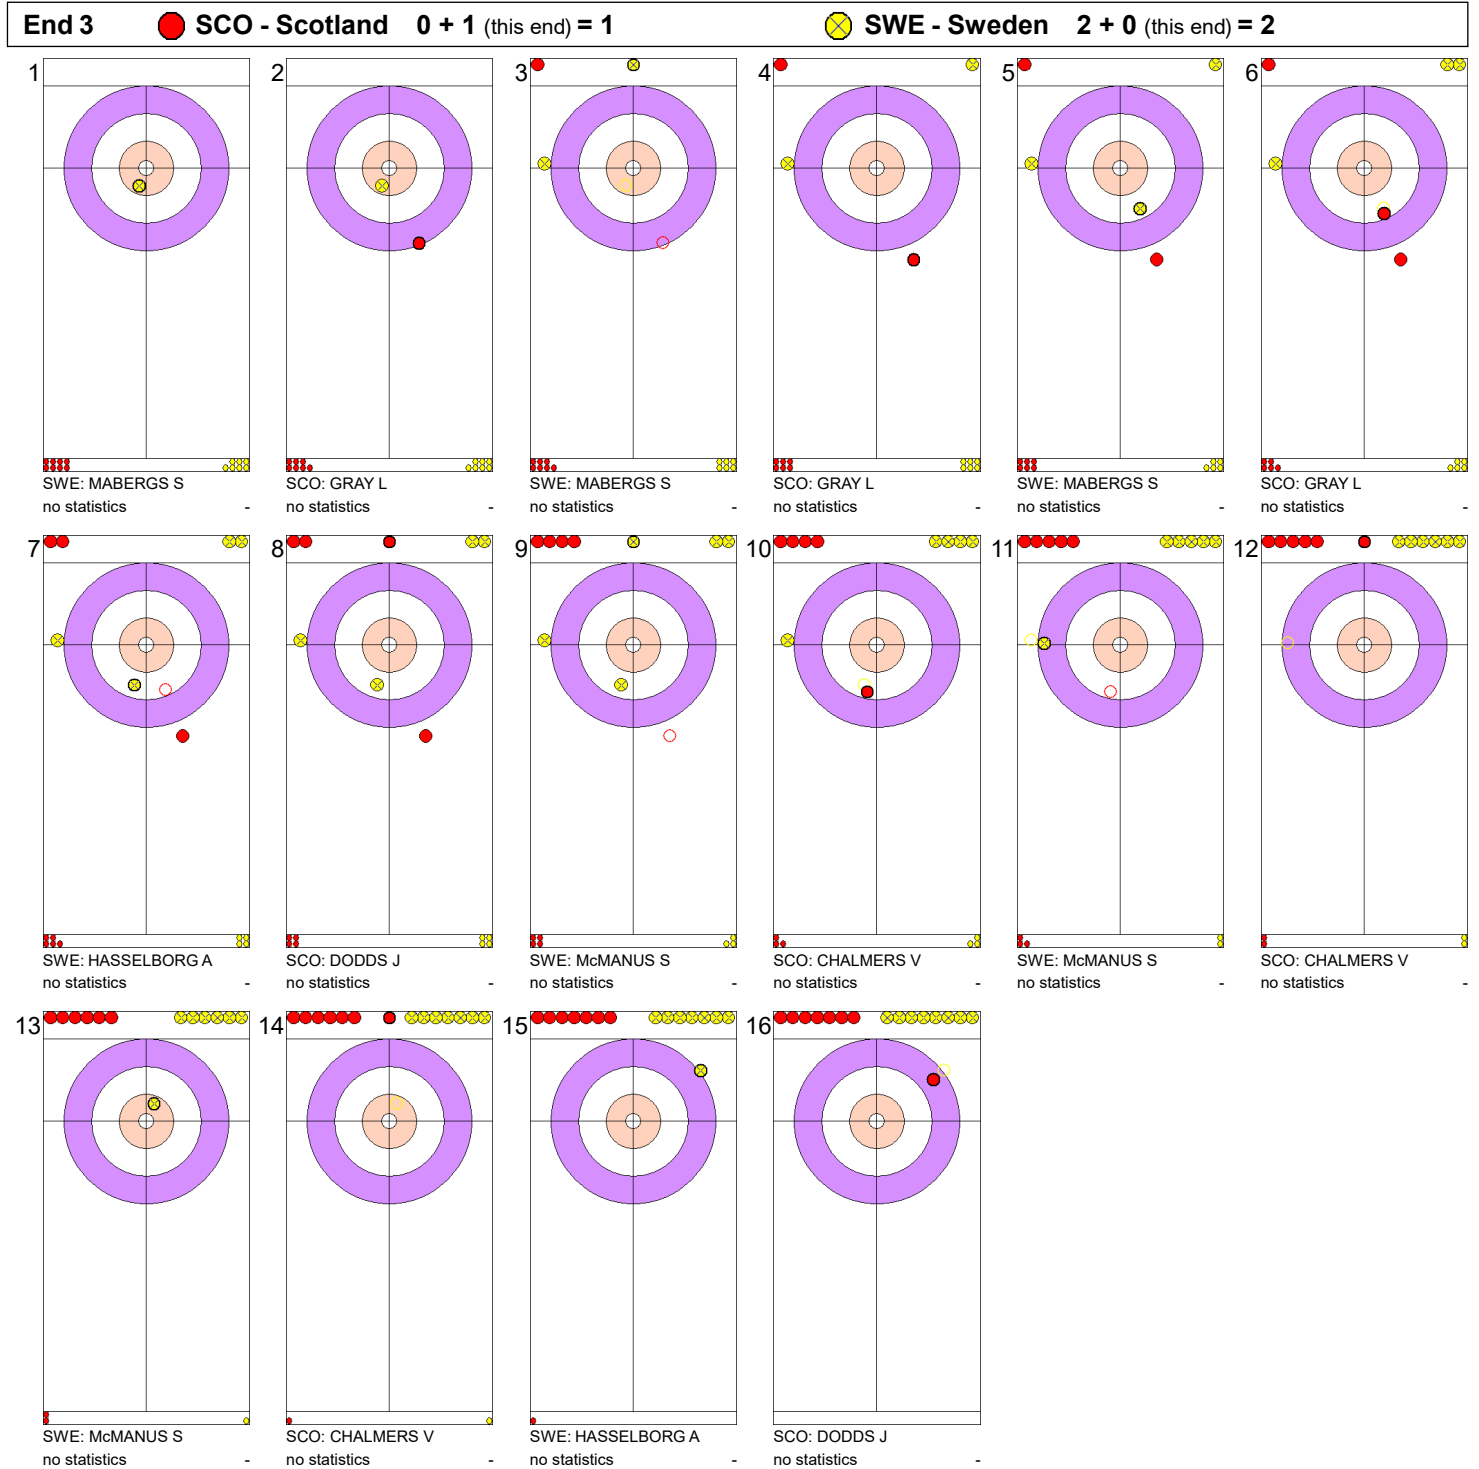 End 3 SCO - Scotland 0 + 1 (this end) = 1 SWE - Sweden 2 + 0 (this end) = 2
1 2 3 4 5 6
SWE: MABERGS S SCO: GRAY L SWE: MABERGS S SCO: GRAY L SWE: MABERGS S SCO: GRAY L
no statistics - no statistics - no statistics - no statistics - no statistics - no statistics -
7 8 9 10 11 12
SWE: HASSELBORG A SCO: DODDS J SWE: McMANUS S SCO: CHALMERS V SWE: McMANUS S SCO: CHALMERS V
no statistics - no statistics - no statistics - no statistics - no statistics - no statistics -
13 14 15 16
SWE: McMANUS S SCO: CHALMERS V SWE: HASSELBORG A SCO: DODDS J
no statistics - no statistics - no statistics - no statistics -